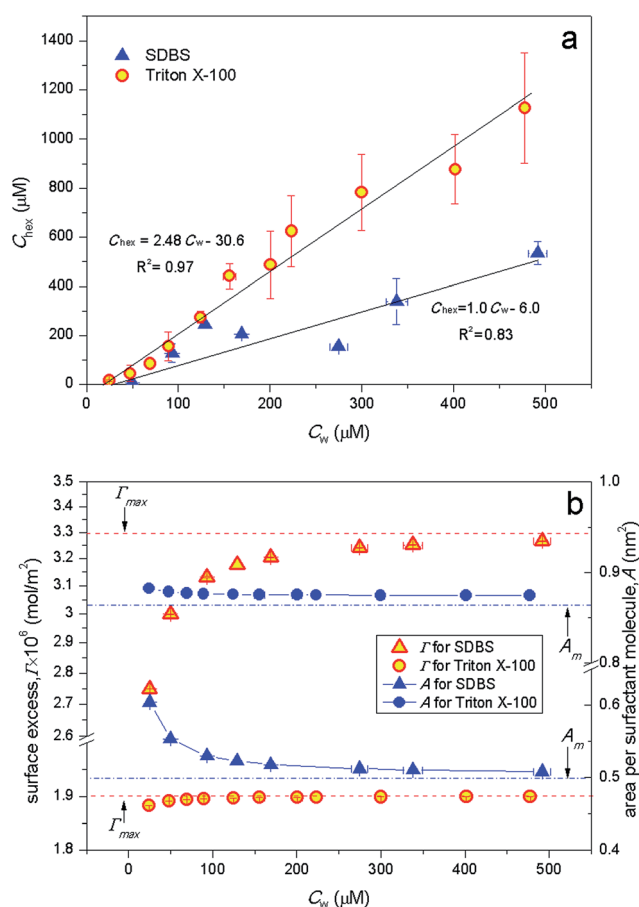 a
SDBS
Triton X-100
1400
1200
1000
800
600
400
200
0
C_hex (μM)
C_hex = 2.48 C_w - 30.6
R² = 0.97
C_hex=1.0 C_w - 6.0
R²=0.83
0 100 200 300 400 500
C_w (μM)
b
3.5
3.4
3.3
3.2
3.1
3
2.9
2.8
2.7
2.6
1.9
1.8
surface excess, Γ×10⁶ (mol/m²)
Γmax
Γmax
Γ for SDBS
Γ for Triton X-100
A for SDBS
A for Triton X-100
A_m
A_m
1.0
0.9
0.8
0.6
0.5
0.4
area per surfactant molecule, A (nm²)
0 100 200 300 400 500
C_w (μM)